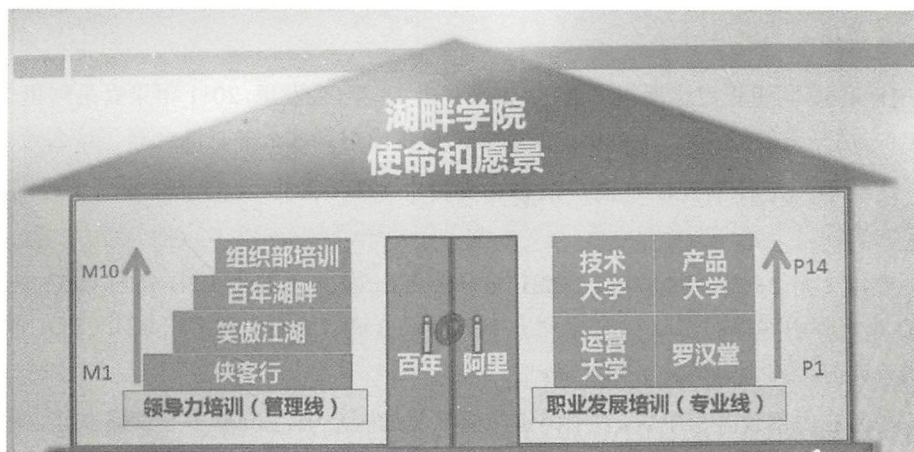 湖畔学院
使命和愿景
M10
M1
组织部培训
百年湖畔
笑傲江湖
侠客行
领导力培训（管理线）
百年 阿里
技术
大学
产品
大学
运营
大学
罗汉堂
P14
P1
职业发展培训（专业线）